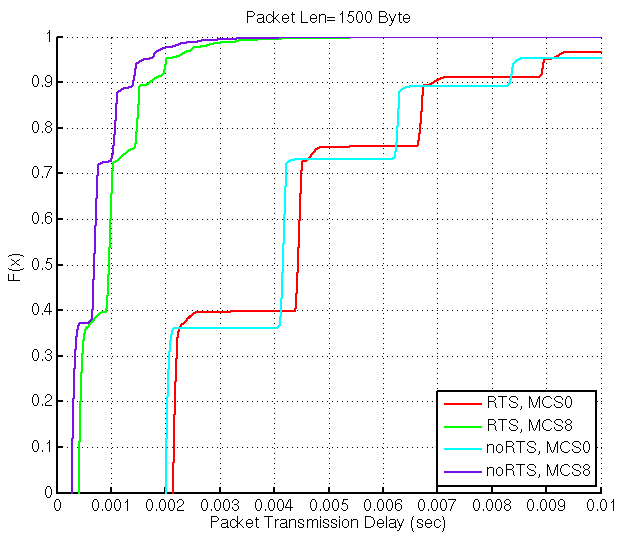 Packet Len=1500 Byte
1
0.9
0.8
0.7
0.6
0.5
0.4
0.3
0.2
0.1
0
F(x)
RTS, MCS0
RTS, MCS8
noRTS, MCS0
noRTS, MCS8
0 0.001 0.002 0.003 0.004 0.005 0.006 0.007 0.008 0.009 0.01
Packet Transmission Delay (sec)